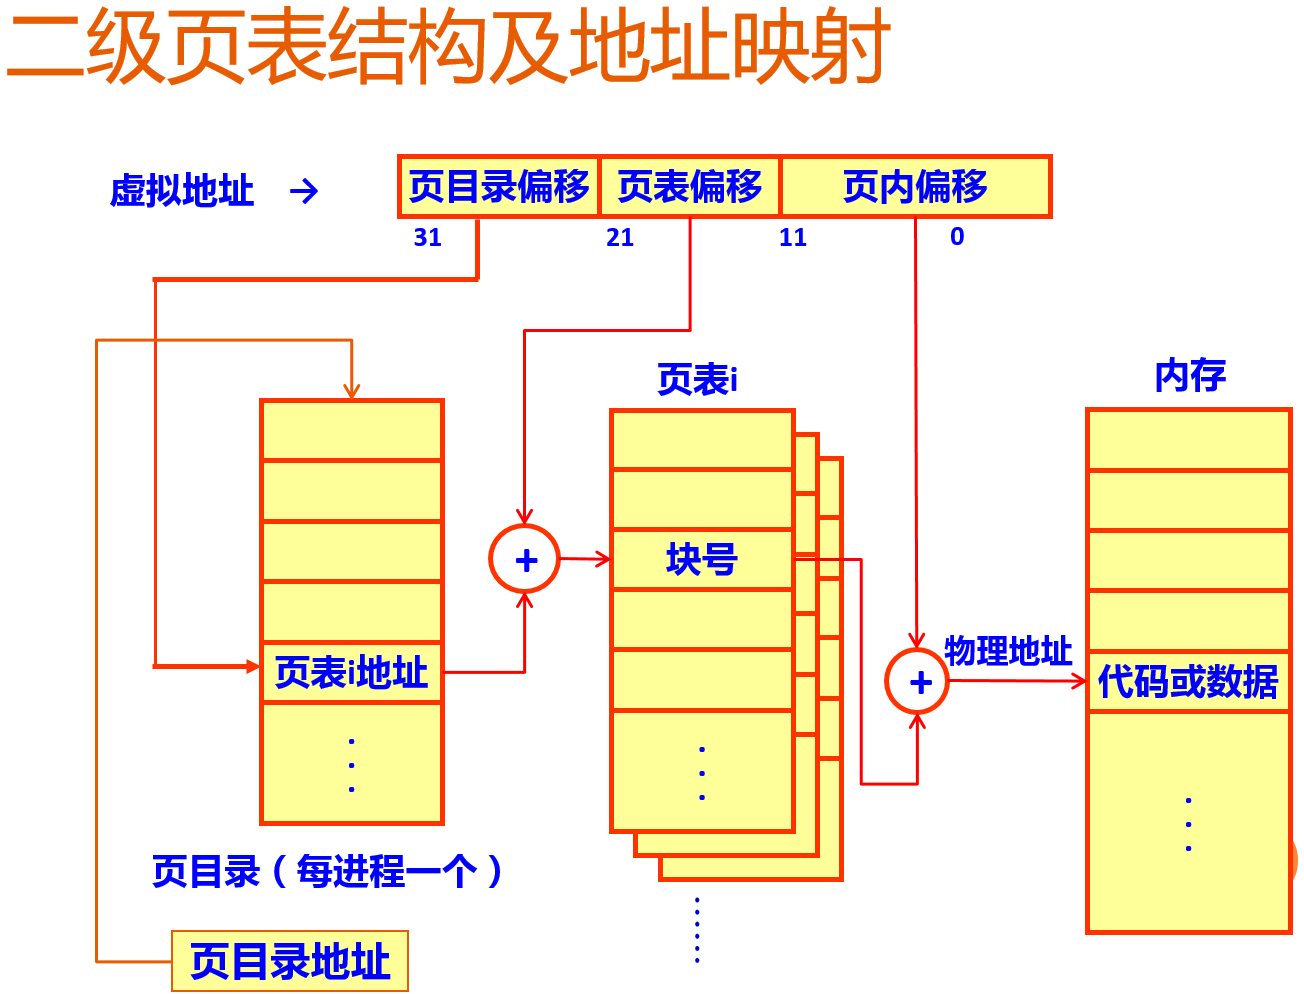 二级页表结构及地址映射
虚拟地址 → 页目录偏移 页表偏移 页内偏移
31 21 11 0
页表i
内存
+
块号
物理地址
页表i地址
+
代码或数据
页目录（每进程一个）
页目录地址